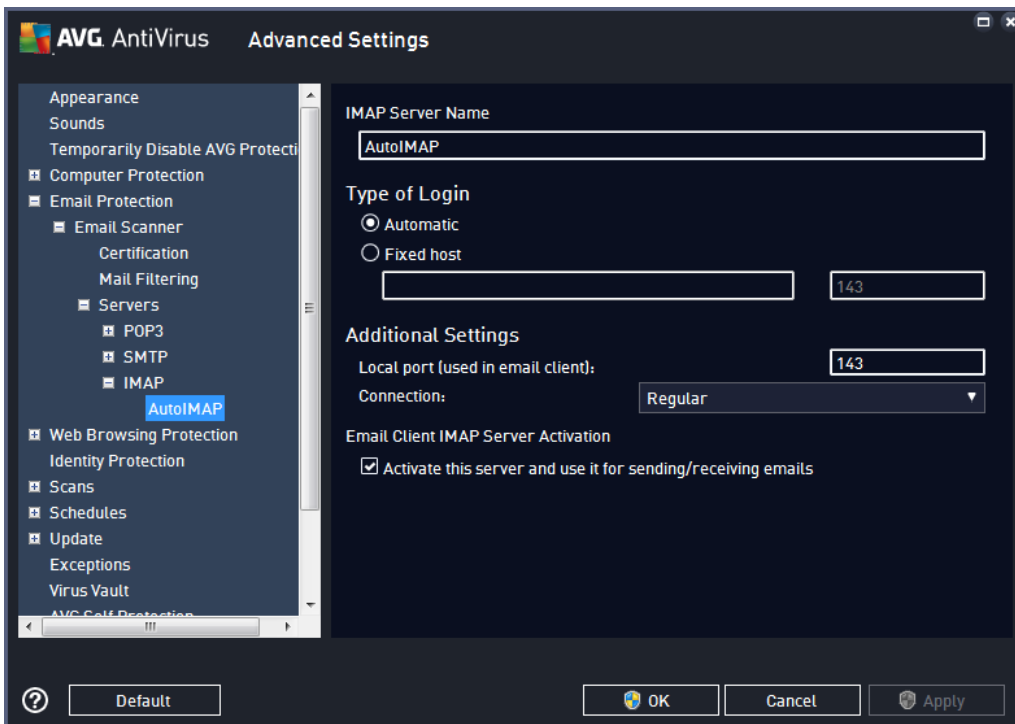 AVG AntiVirus Advanced Settings
Appearance
Sounds
Temporarily Disable AVG Protecti
Computer Protection
Email Protection
Email Scanner
Certification
Mail Filtering
Servers
POP3
SMTP
IMAP
AutoIMAP
Web Browsing Protection
Identity Protection
Scans
Schedules
Update
Exceptions
Virus Vault
AVG Self Protection
IMAP Server Name
AutoIMAP
Type of Login
Automatic
Fixed host
143
Additional Settings
Local port (used in email client):
143
Connection:
Regular
Email Client IMAP Server Activation
Activate this server and use it for sending/receiving emails
? Default
OK
Cancel
Apply